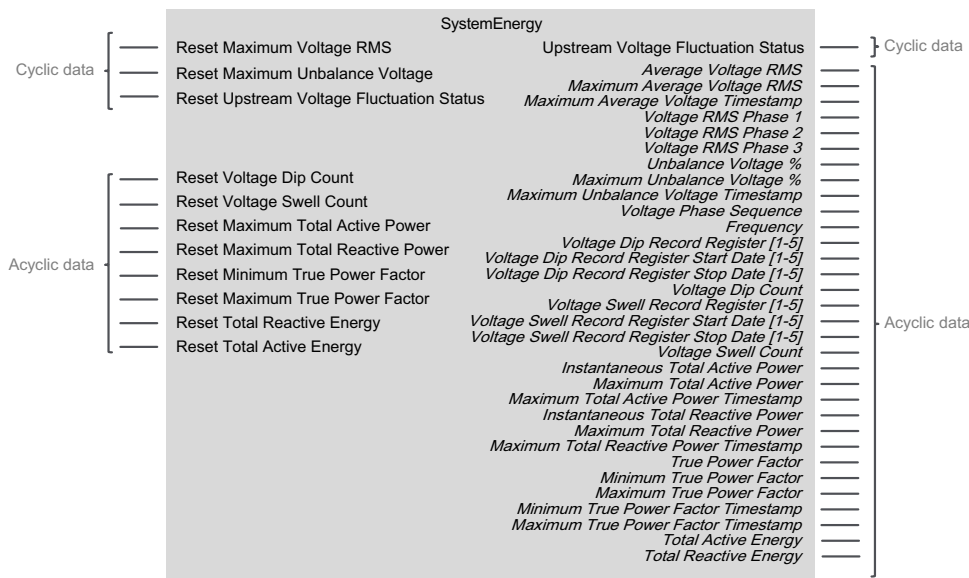 SystemEnergy
Cyclic data
Reset Maximum Voltage RMS
Reset Maximum Unbalance Voltage
Reset Upstream Voltage Fluctuation Status
Acyclic data
Reset Voltage Dip Count
Reset Voltage Swell Count
Reset Maximum Total Active Power
Reset Maximum Total Reactive Power
Reset Minimum True Power Factor
Reset Maximum True Power Factor
Reset Total Reactive Energy
Reset Total Active Energy
Upstream Voltage Fluctuation Status
Cyclic data
Average Voltage RMS
Maximum Average Voltage RMS
Maximum Average Voltage Timestamp
Voltage RMS Phase 1
Voltage RMS Phase 2
Voltage RMS Phase 3
Unbalance Voltage %
Maximum Unbalance Voltage %
Maximum Unbalance Voltage Timestamp
Voltage Phase Sequence
Frequency
Voltage Dip Record Register [1-5]
Voltage Dip Record Register Start Date [1-5]
Voltage Dip Record Register Stop Date [1-5]
Voltage Dip Count
Voltage Swell Record Register [1-5]
Voltage Swell Record Register Start Date [1-5]
Voltage Swell Record Register Stop Date [1-5]
Voltage Swell Count
Instantaneous Total Active Power
Maximum Total Active Power
Maximum Total Active Power Timestamp
Instantaneous Total Reactive Power
Maximum Total Reactive Power
Maximum Total Reactive Power Timestamp
True Power Factor
Minimum True Power Factor
Maximum True Power Factor
Minimum True Power Factor Timestamp
Maximum True Power Factor Timestamp
Total Active Energy
Total Reactive Energy
Acyclic data